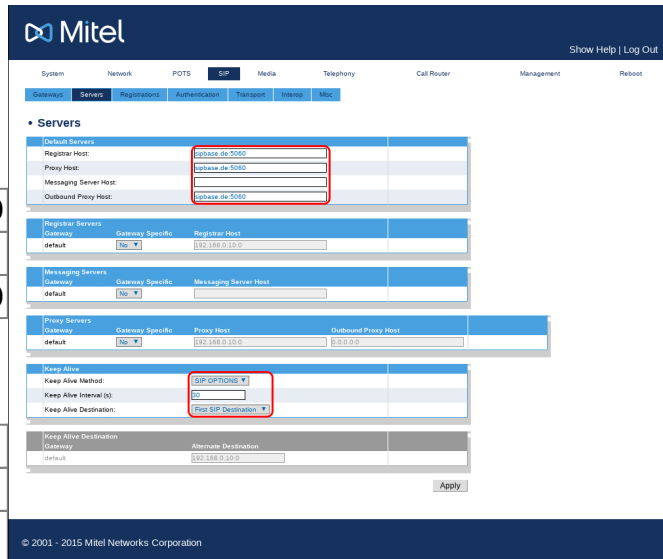 Mitel
Show Help | Log Out
System Network POTS SIP Media Telephony Call Router Management Reboot
Gateways Servers Registrations Authentication Transport Interop Misc
• Servers
Default Servers
Registrar Host: sipbase.de:5060
Proxy Host: sipbase.de:5060
Messaging Server Host:
Outbound Proxy Host: sipbase.de:5060
Registrar Servers
Gateway Gateway Specific Registrar Host
default No 192.168.0.10:0
Messaging Servers
Gateway Gateway Specific Messaging Server Host
default No
Proxy Servers
Gateway Gateway Specific Proxy Host Outbound Proxy Host
default No 192.168.0.10:0 0.0.0.0:0
Keep Alive
Keep Alive Method: SIP OPTIONS
Keep Alive Interval (s): 30
Keep Alive Destination: First SIP Destination
Keep Alive Destination
Gateway Alternate Destination
default 192.168.0.10:0
Apply
© 2001 - 2015 Mitel Networks Corporation